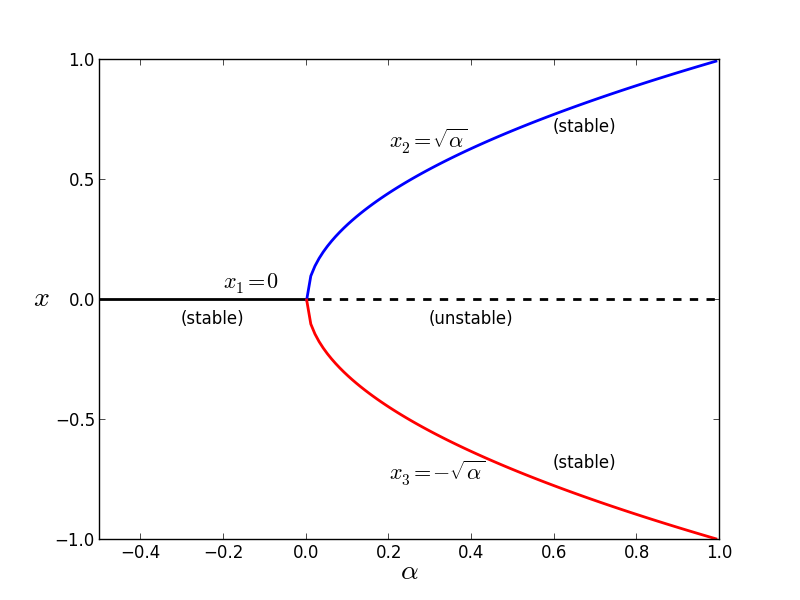 1.0
(stable)
x₂=√α
0.5
x₁=0
x
0.0
(stable)
(unstable)
−0.5
(stable)
x₃=−√α
−1.0
−0.4 −0.2 0.0 0.2 0.4 0.6 0.8 1.0
α